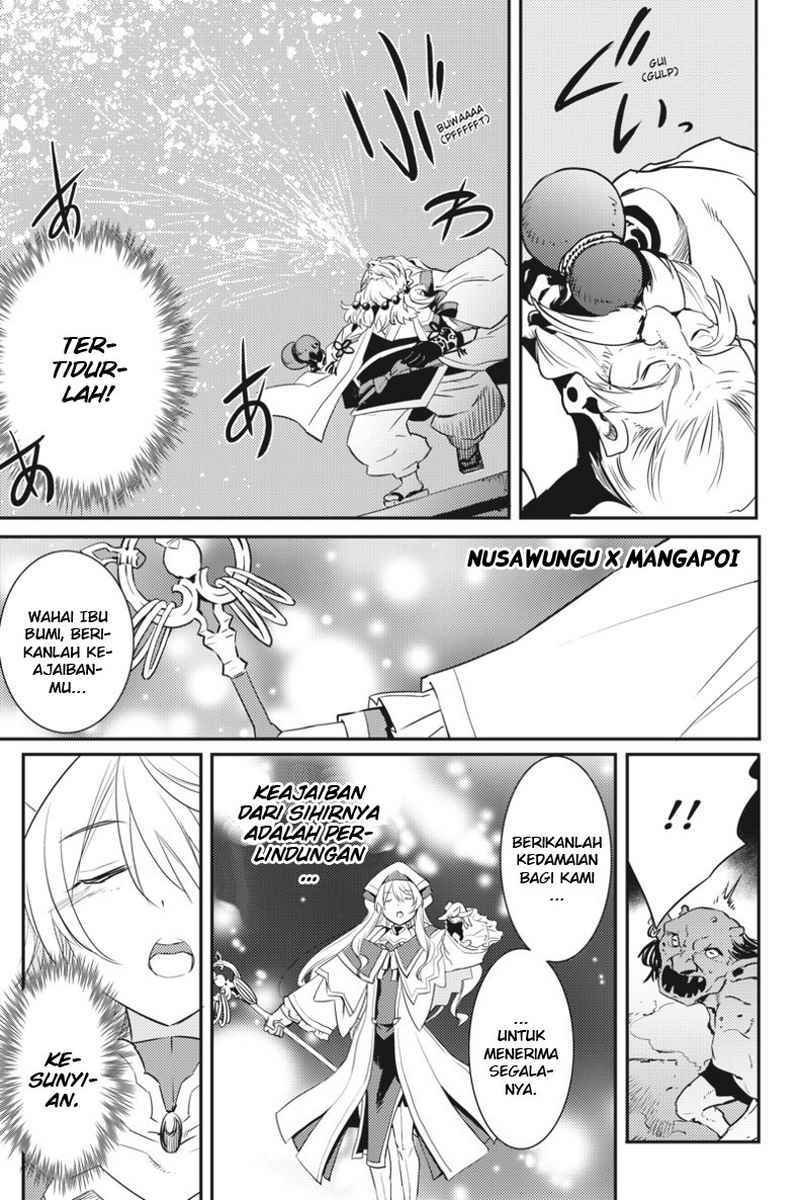 GUI
(GULP)
ぐいっ
BUWAAAA
(PFFFFFT)
ぶ
あ
あ
あ
TER-
TIDUR-
LAH!
NUSAWUNGU X MANGAPOI
WAHAI IBU
BUMI, BERI-
KANLAH KE-
AJAIBAN-
MU...
!!
BERIKANLAH
KEDAMAIAN
BAGI KAMI
...
...
UNTUK
MENERIMA
SEGALA-
NYA.
KEAJAIBAN
DARI SIHIRNYA
ADALAH PER-
LINDUNGAN
...
KE-
SUNYI-
AN.